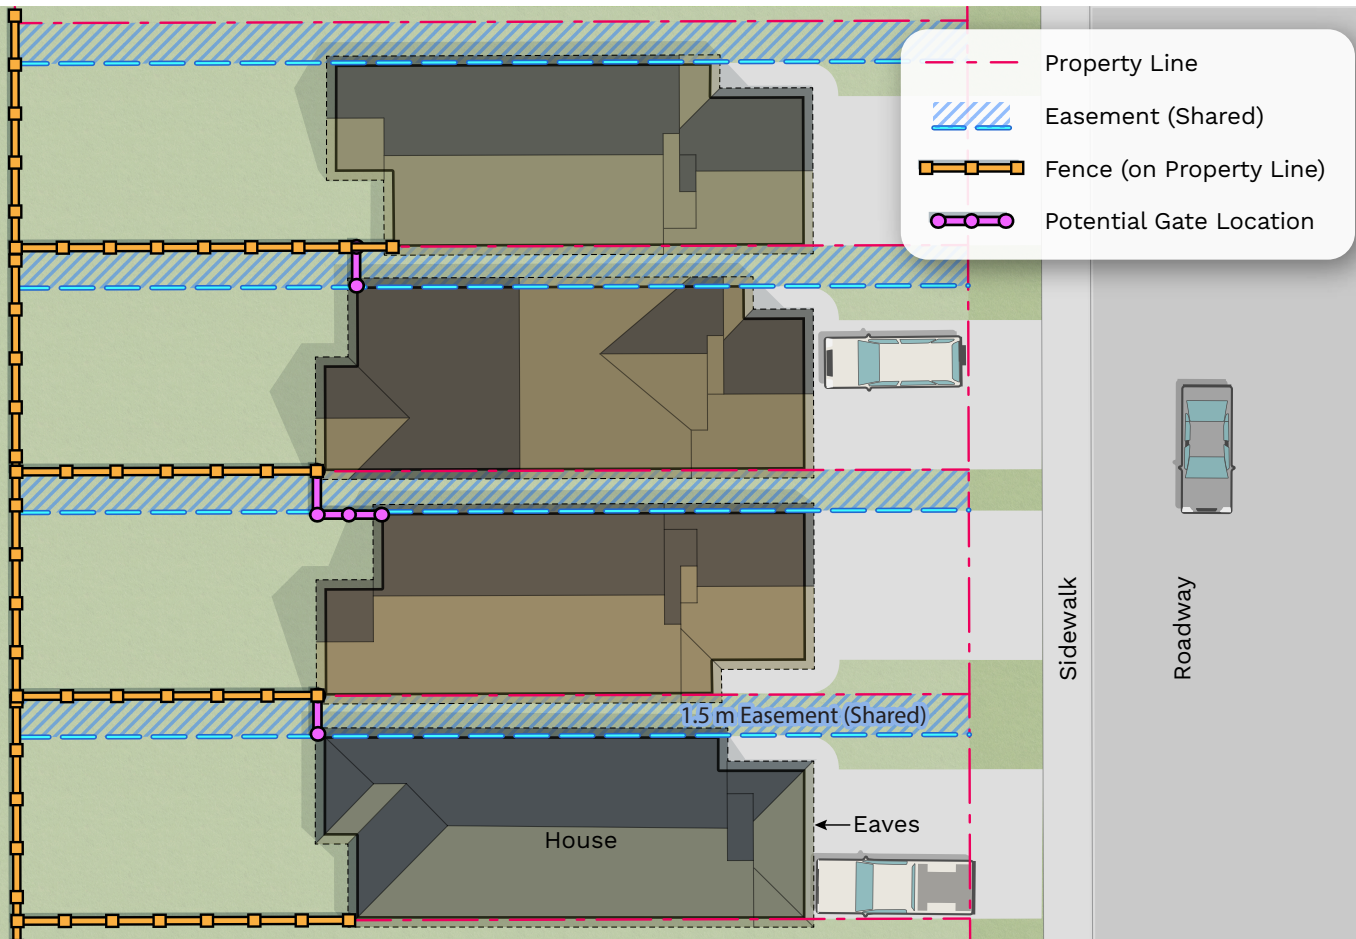 Property Line
Easement (Shared)
Fence (on Property Line)
Potential Gate Location
Sidewalk
Roadway
1.5 m Easement (Shared)
House
Eaves